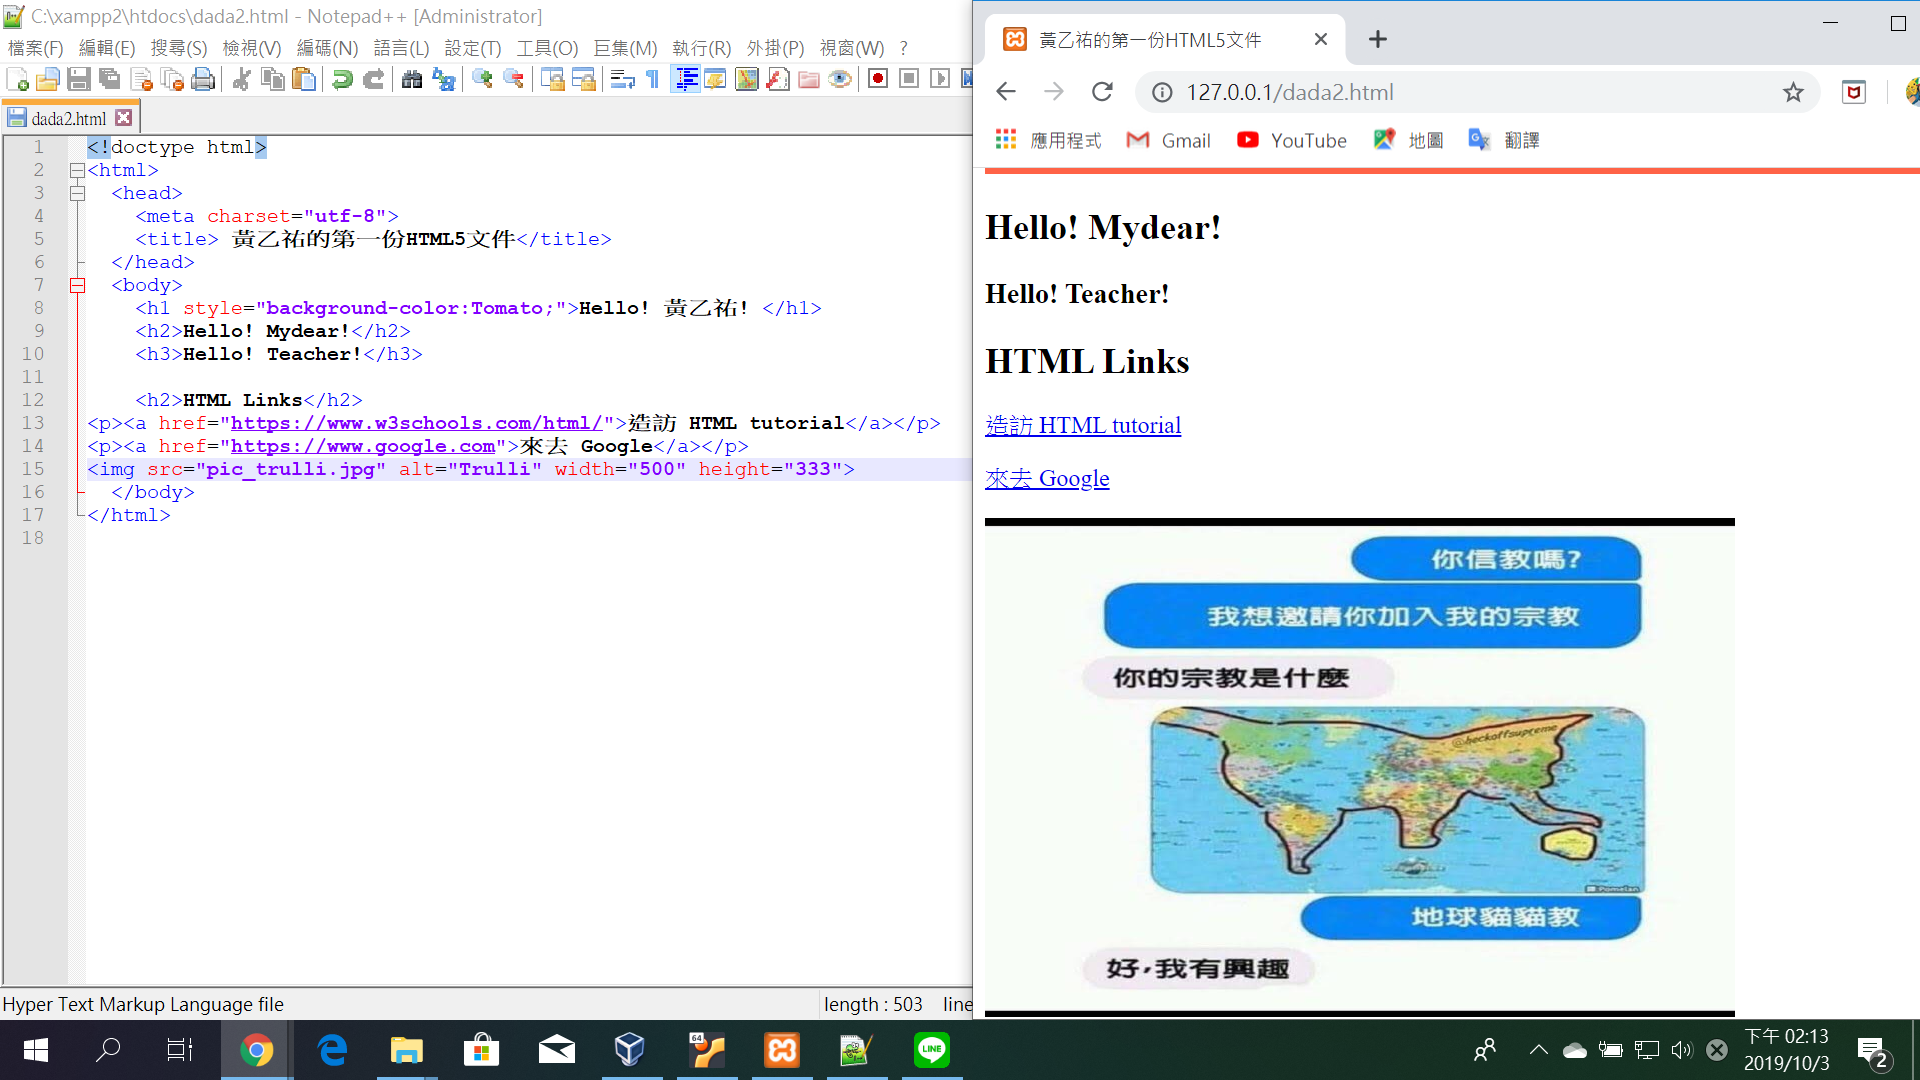 C:\xampp2\htdocs\dada2.html - Notepad++ [Administrator]
檔案(F) 編輯(E) 搜尋(S) 檢視(V) 編碼(N) 語言(L) 設定(T) 工具(O) 巨集(M) 執行(R) 外掛(P) 視窗(W) ?
dada2.html
1 <!doctype html>
2 <html>
3 <head>
4 <meta charset="utf-8">
5 <title> 黃乙祐的第一份HTML5文件</title>
6 </head>
7 <body>
8 <h1 style="background-color:Tomato;">Hello! 黃乙祐! </h1>
9 <h2>Hello! Mydear!</h2>
10 <h3>Hello! Teacher!</h3>
11
12 <h2>HTML Links</h2>
13 <p><a href="https://www.w3schools.com/html/">造訪 HTML tutorial</a></p>
14 <p><a href="https://www.google.com">來去 Google</a></p>
15 <img src="pic_trulli.jpg" alt="Trulli" width="500" height="333">
16 </body>
17 </html>
18
Hyper Text Markup Language file length : 503 line
黃乙祐的第一份HTML5文件
127.0.0.1/dada2.html
應用程式 Gmail YouTube 地圖 翻譯
Hello! Mydear!
Hello! Teacher!
HTML Links
造訪 HTML tutorial
來去 Google
你信教嗎?
我想邀請你加入我的宗教
你的宗教是什麼
@heckoffsupreme
Pomelan
地球貓貓教
好,我有興趣
64
LINE
下午 02:13
2019/10/3
2